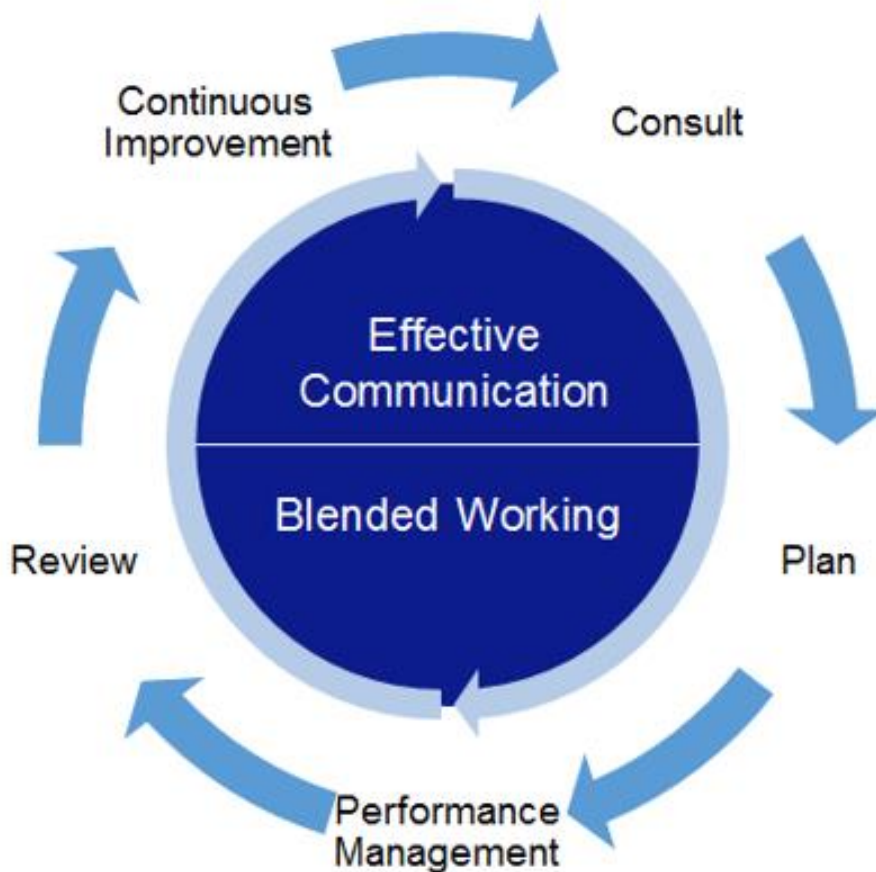 Continuous
Improvement
Consult
Effective
Communication
Blended Working
Review
Plan
Performance
Management